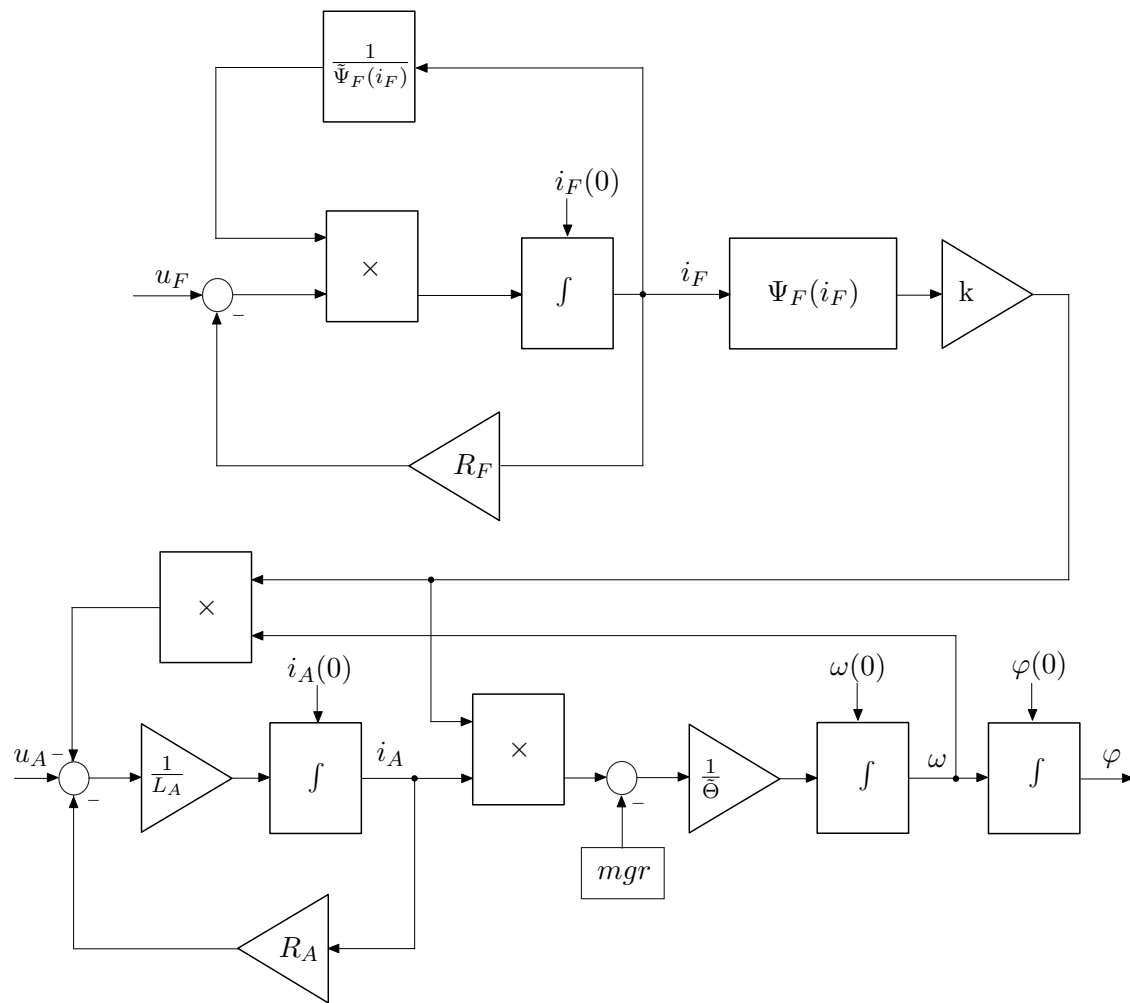 1
Ψ̃_F(i_F)
i_F(0)
×
u_F
∫
i_F
Ψ_F(i_F)
k
–
R_F
×
i_A(0)
ω(0)
φ(0)
u_A
–
1
L_A
∫
i_A
×
1
Θ̃
∫
ω
∫
φ
–
–
mgr
R_A